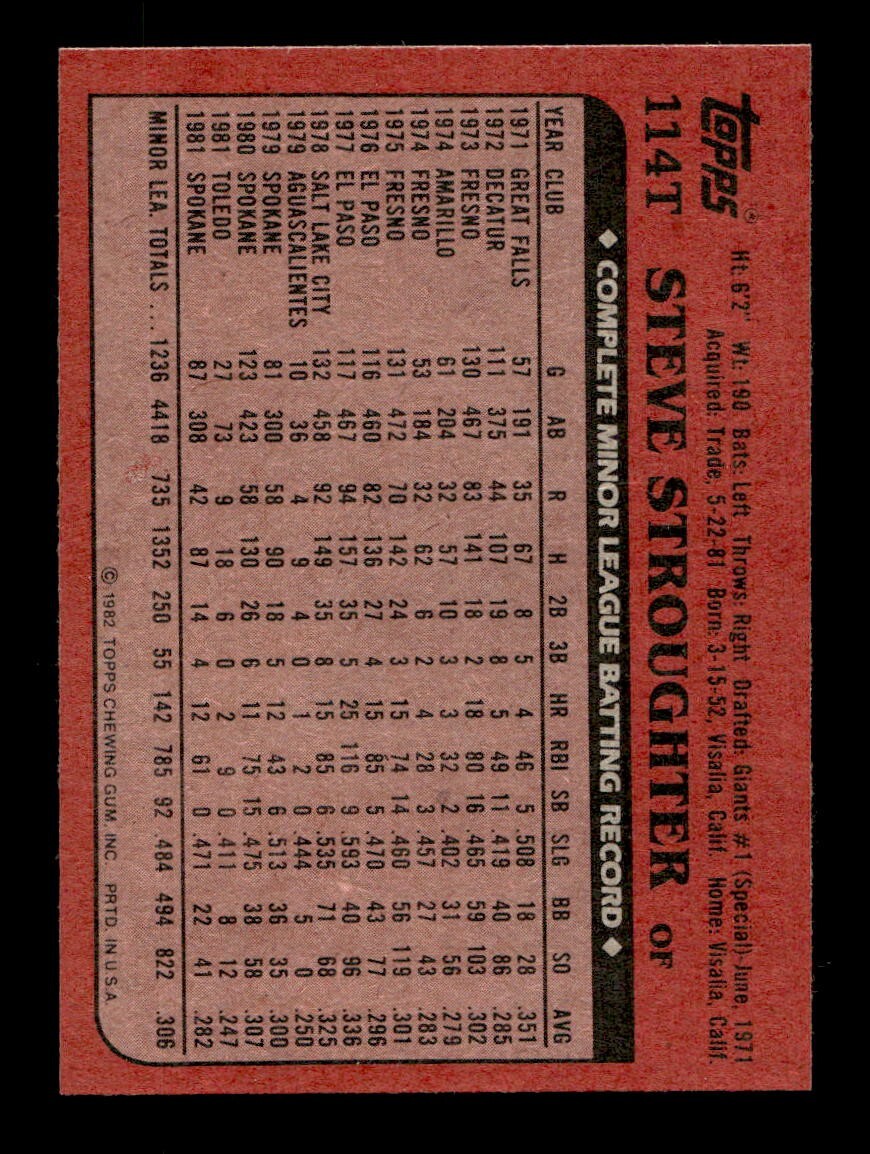 topps®
Ht. 6'2" Wt: 190 Bats: Left Throws: Right Drafted: Giants #1 (Special) June, 1971
Acquired: Trade, 5-22-81 Born: 3-15-52, Visalia, Calif. Home: Visalia, Calif.
114T STEVE STROUGHTER OF
◆ COMPLETE MINOR LEAGUE BATTING RECORD ◆
YEAR CLUB G AB R H 2B 3B HR RBI SB SLG BB SO AVG
1971 GREAT FALLS 57 191 35 67 8 5 4 46 5 .508 18 28 .351
1972 DECATUR 111 375 44 107 19 8 5 49 11 .419 40 86 .285
1973 FRESNO 130 467 83 141 18 2 18 80 16 .465 59 103 .302
1974 AMARILLO 61 204 32 57 10 3 3 32 2 .402 31 56 .279
1974 FRESNO 53 184 32 62 6 2 4 28 3 .457 27 43 .283
1975 FRESNO 131 472 70 142 24 3 15 74 14 .460 56 119 .301
1976 EL PASO 116 460 82 136 27 4 15 85 5 .470 43 77 .296
1977 EL PASO 117 467 94 157 35 5 25 116 9 .593 40 96 .336
1978 SALT LAKE CITY 132 458 92 149 35 8 15 85 6 .535 71 68 .325
1979 AGUASCALIENTES 10 36 4 9 4 0 1 2 0 .444 5 0 .250
1979 SPOKANE 81 300 58 90 18 5 12 43 6 .513 36 35 .300
1980 SPOKANE 123 423 58 130 26 6 11 75 15 .475 38 58 .307
1981 TOLEDO 27 73 9 18 6 0 2 9 0 .411 8 12 .247
1981 SPOKANE 87 308 42 87 14 4 12 61 0 .471 22 41 .282
MINOR LEA. TOTALS ... 1236 4418 735 1352 250 55 142 785 92 .484 494 822 .306
© 1982 TOPPS CHEWING GUM, INC. PRTD. IN U.S.A.